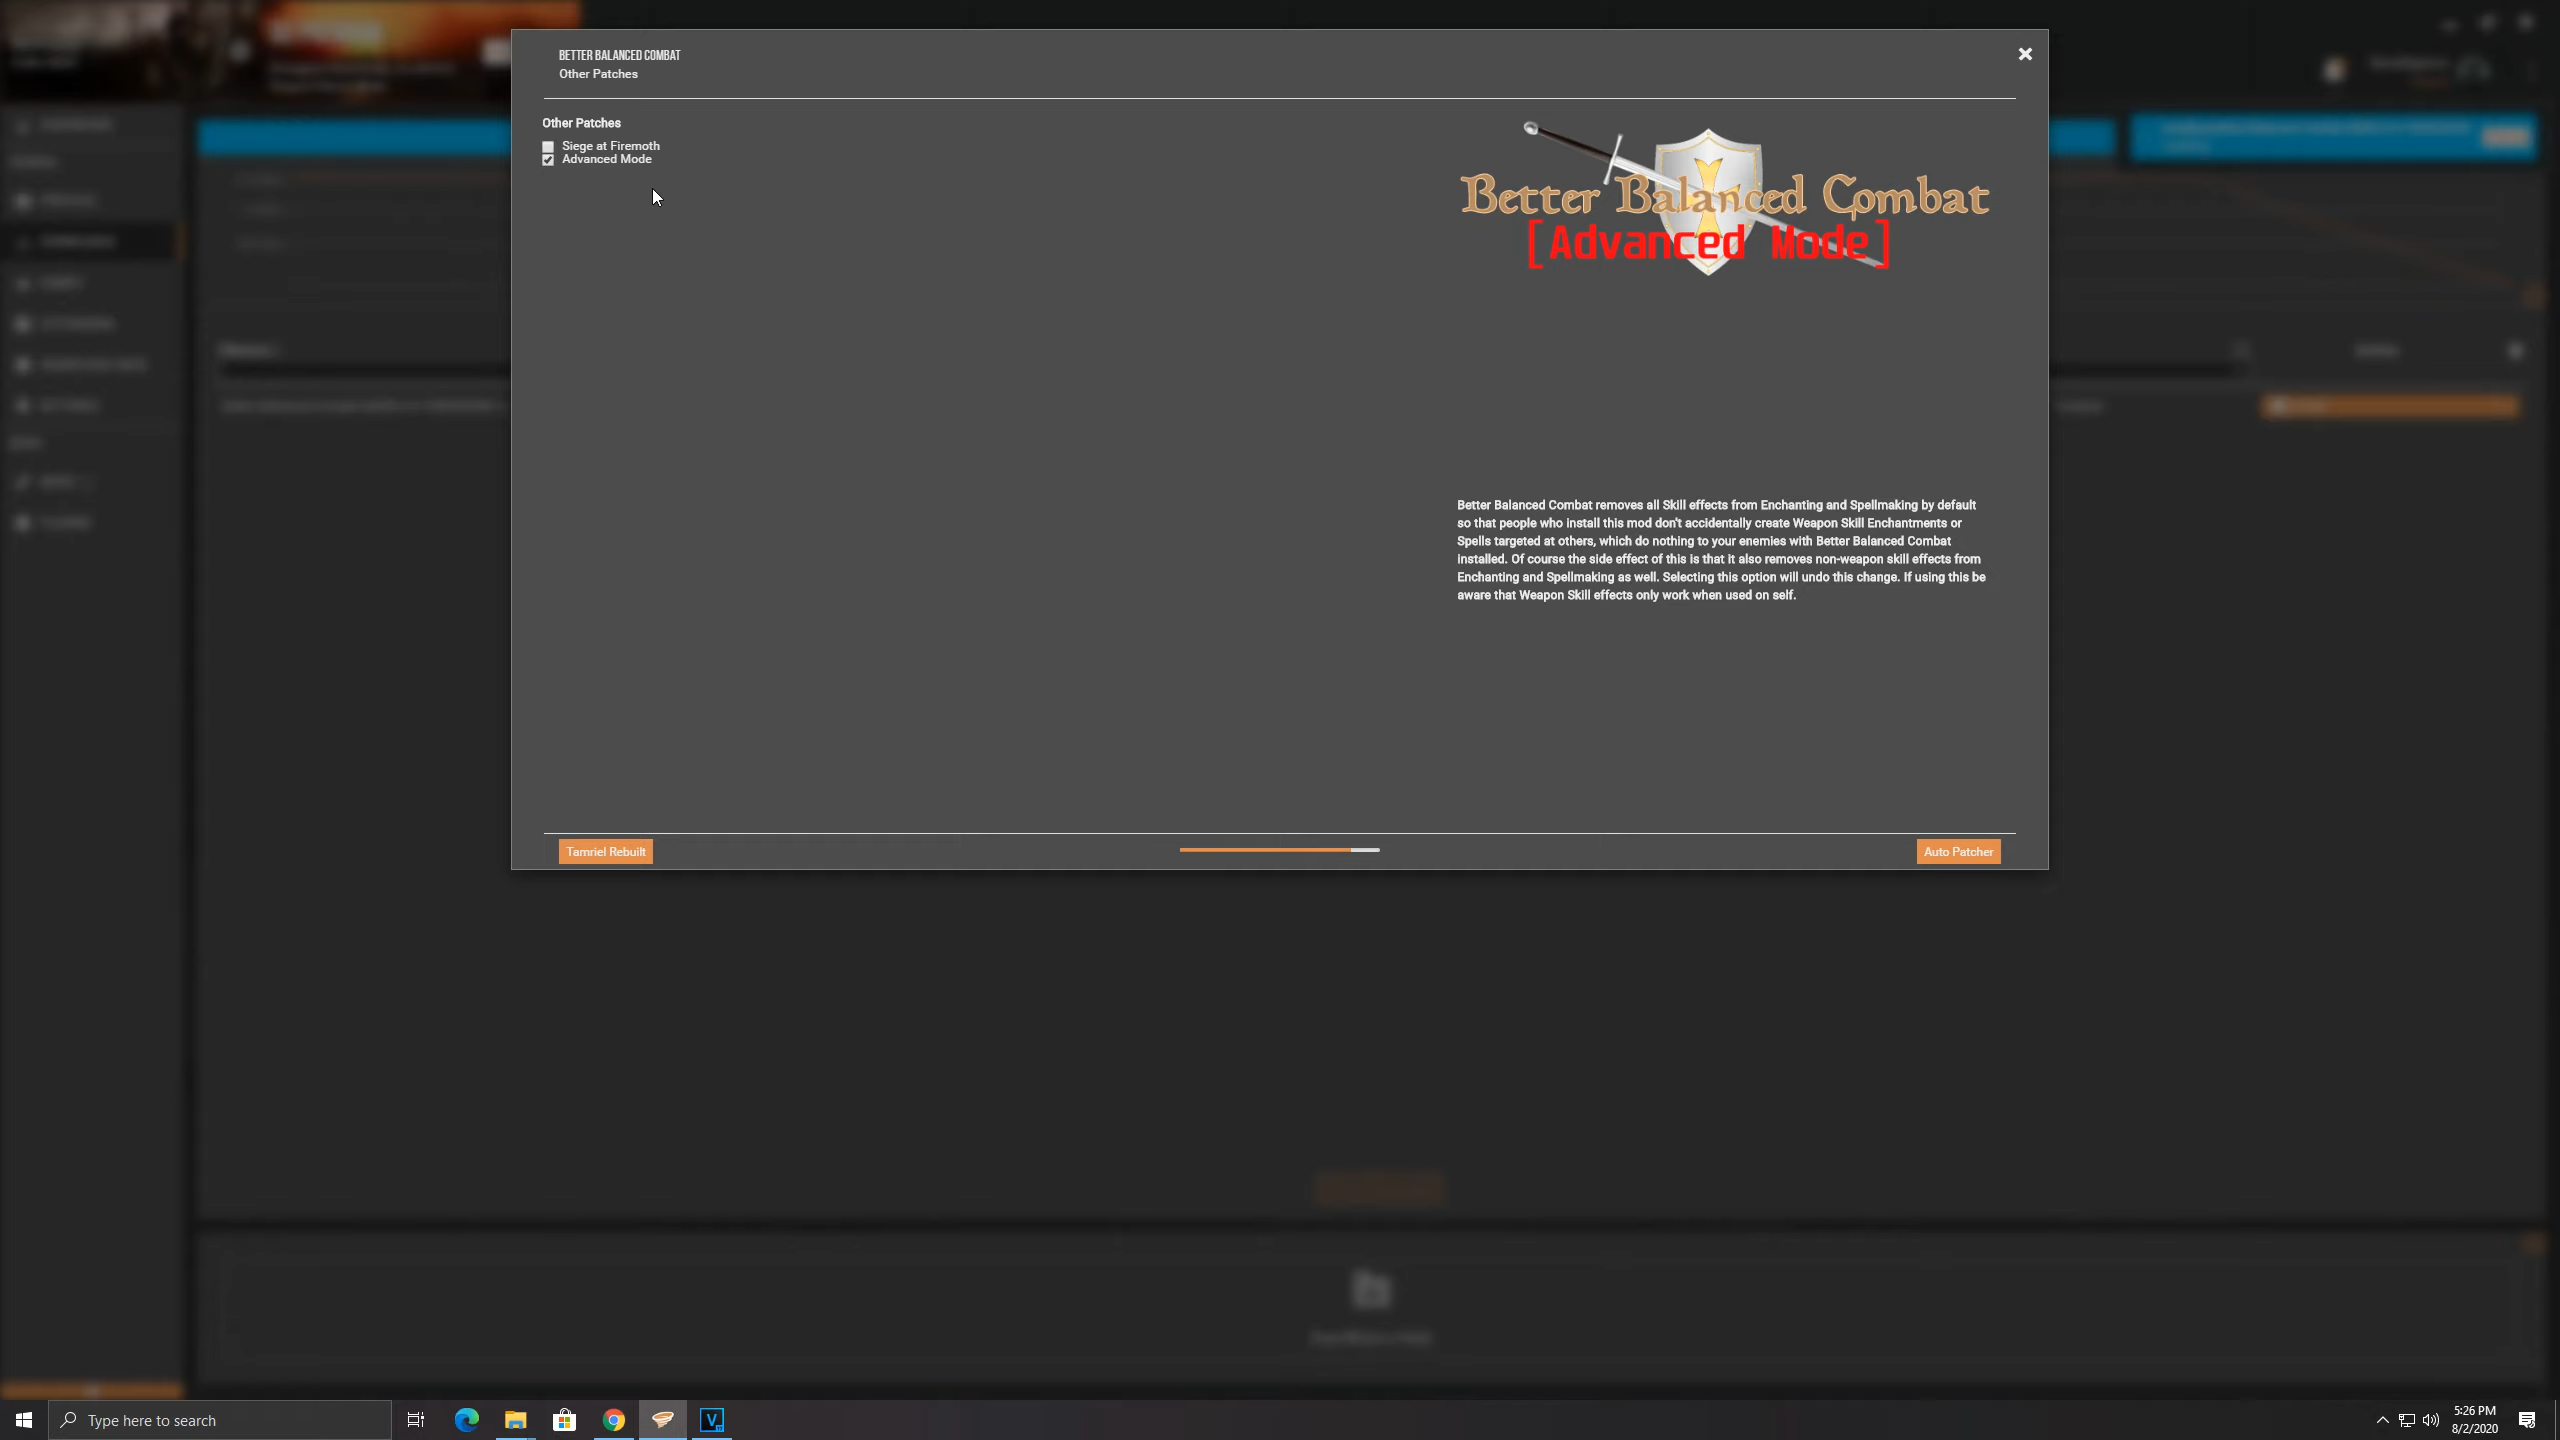 BETTER BALANCED COMBAT
Other Patches
Other Patches
Siege at Firemoth
Advanced Mode
Better Balanced Combat
[Advanced Mode]
Better Balanced Combat removes all Skill effects from Enchanting and Spellmaking by default
so that people who install this mod don't accidentally create Weapon Skill Enchantments or
Spells targeted at others, which do nothing to your enemies with Better Balanced Combat
installed. Of course the side effect of this is that it also removes non-weapon skill effects from
Enchanting and Spellmaking as well. Selecting this option will undo this change. If using this be
aware that Weapon Skill effects only work when used on self.
Tamriel Rebuilt
Auto Patcher
Type here to search
V
5:26 PM
8/2/2020